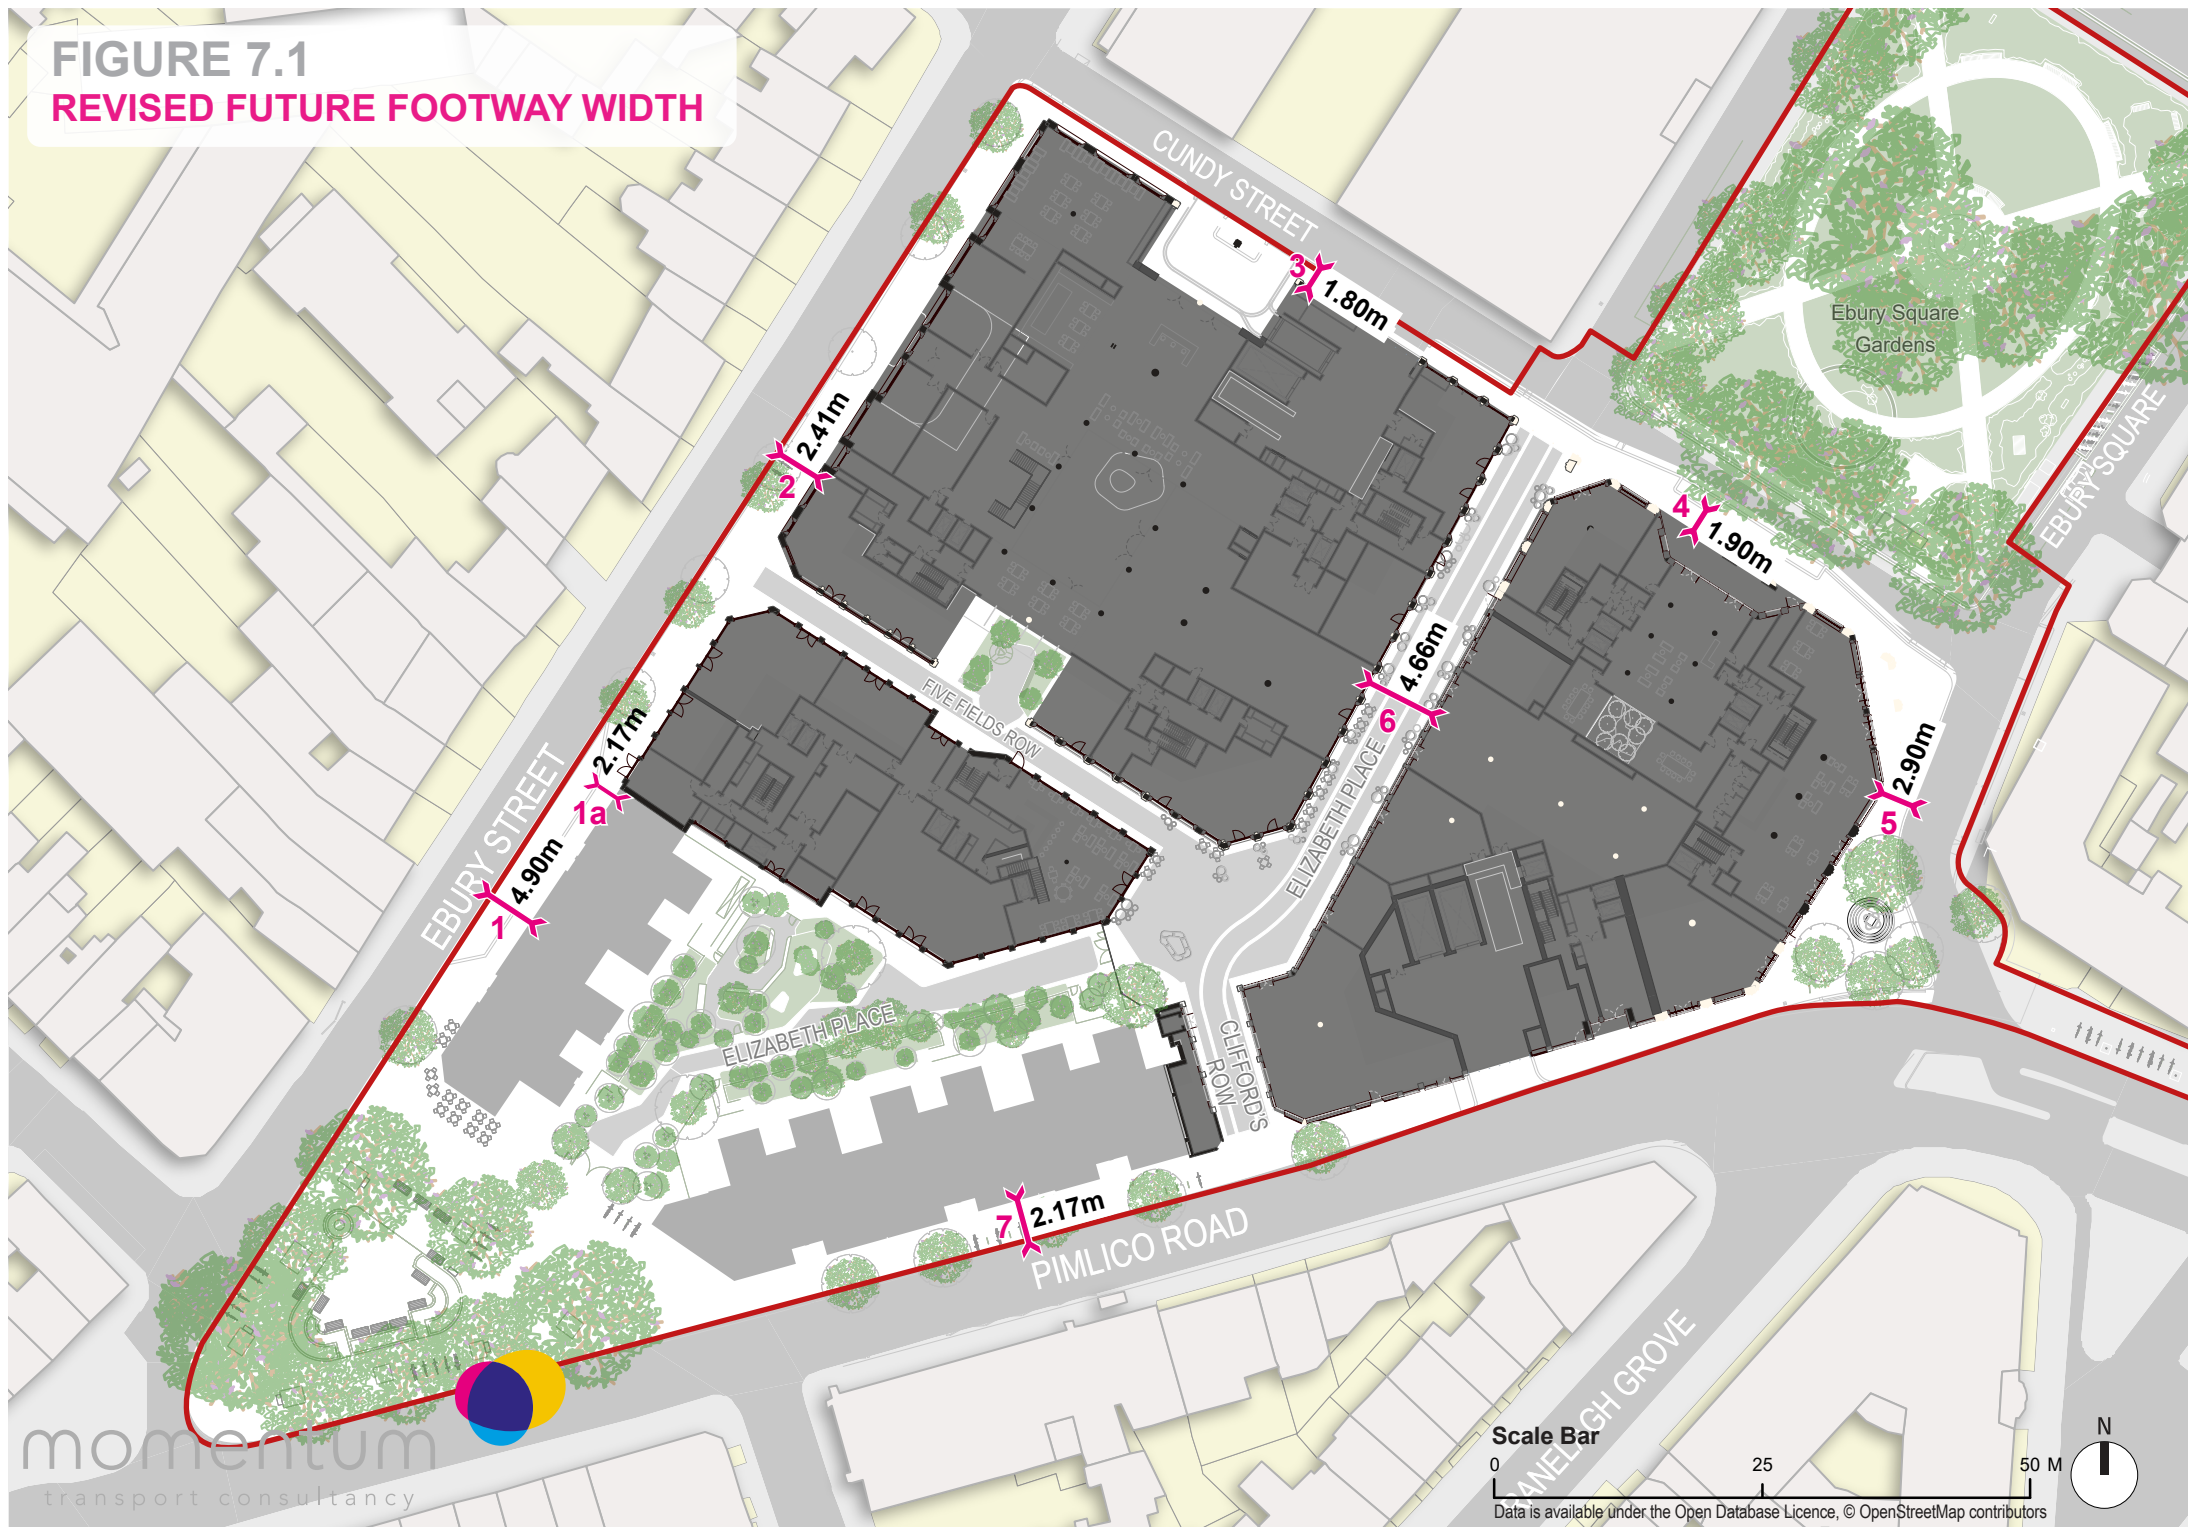 FIGURE 7.1
REVISED FUTURE FOOTWAY WIDTH
CUNDY STREET
3
1.80m
Ebury Square
Gardens
EBURY SQUARE
2.41m
2
4
1.90m
4.66m
6
FIVE FIELDS ROW
2.17m
1a
EBURY STREET
ELIZABETH PLACE
2.90m
5
4.90m
1
ELIZABETH PLACE
CLIFFORD'S
ROW
7
2.17m
PIMLICO ROAD
RANELAGH GROVE
momentum
transport consultancy
Scale Bar
0 25 50 M
N
Data is available under the Open Database Licence, © OpenStreetMap contributors